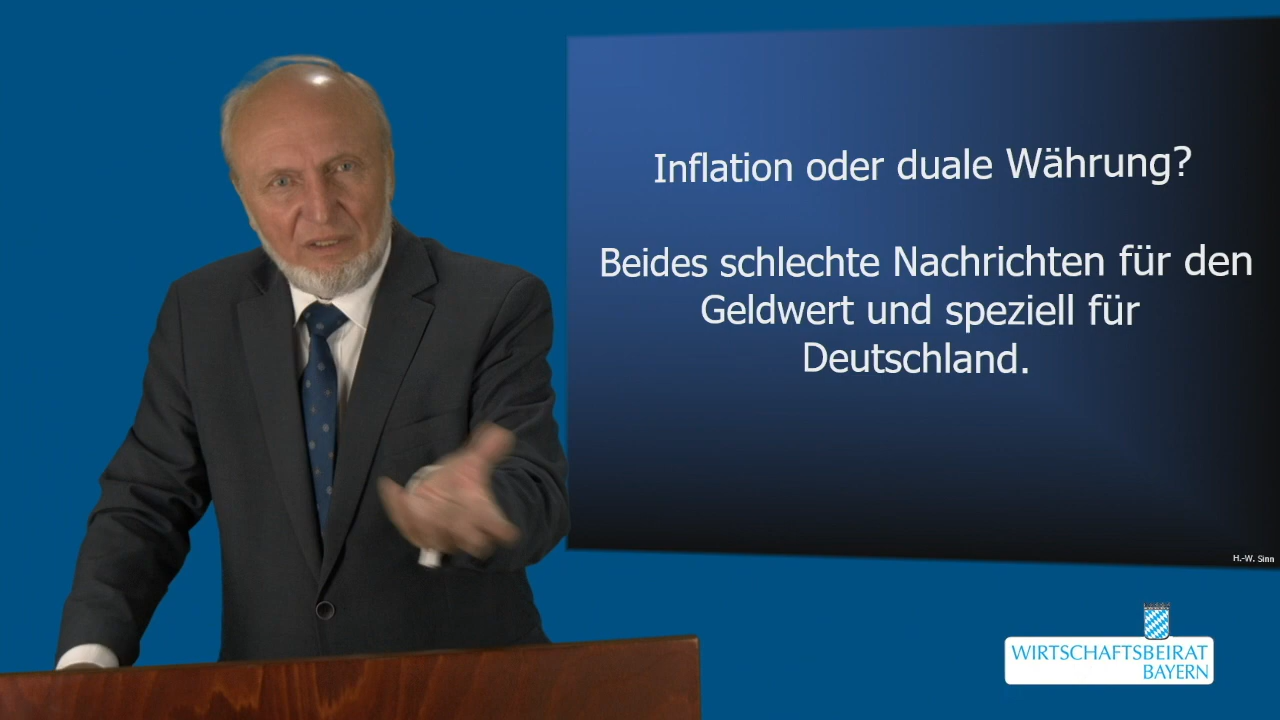 Inflation oder duale Währung?
Beides schlechte Nachrichten für den
Geldwert und speziell für
Deutschland.
H.-W. Sinn
WIRTSCHAFTSBEIRAT
BAYERN